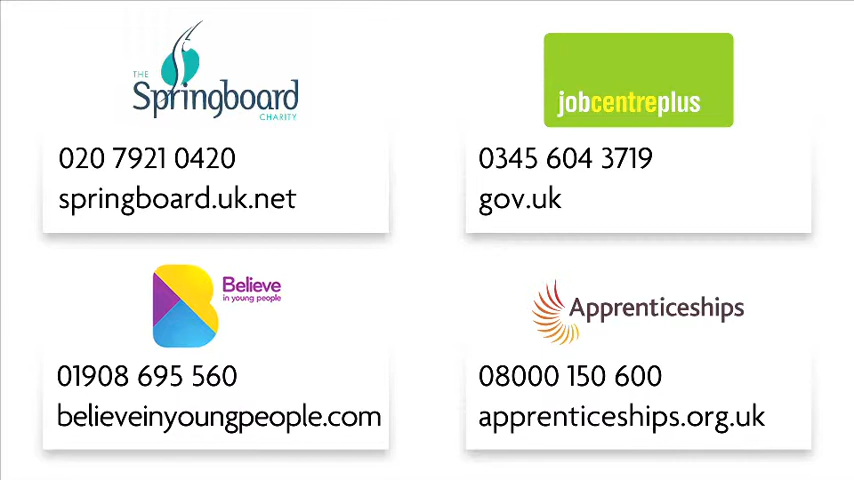 THE
Springboard
CHARITY
020 7921 0420
springboard.uk.net
jobcentreplus
0345 604 3719
gov.uk
Believe
in young people
01908 695 560
believeinyoungpeople.com
Apprenticeships
08000 150 600
apprenticeships.org.uk